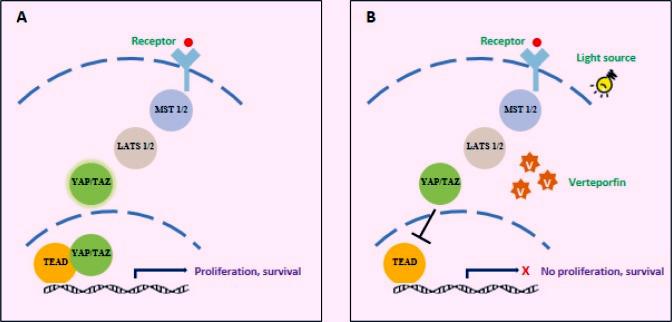 A
Receptor
MST 1/2
LATS 1/2
YAP/TAZ
YAP/TAZ
TEAD
Proliferation, survival
B
Receptor
Light source
MST 1/2
LATS 1/2
V
V
V
YAP/TAZ
Verteporfin
TEAD
X No proliferation, survival